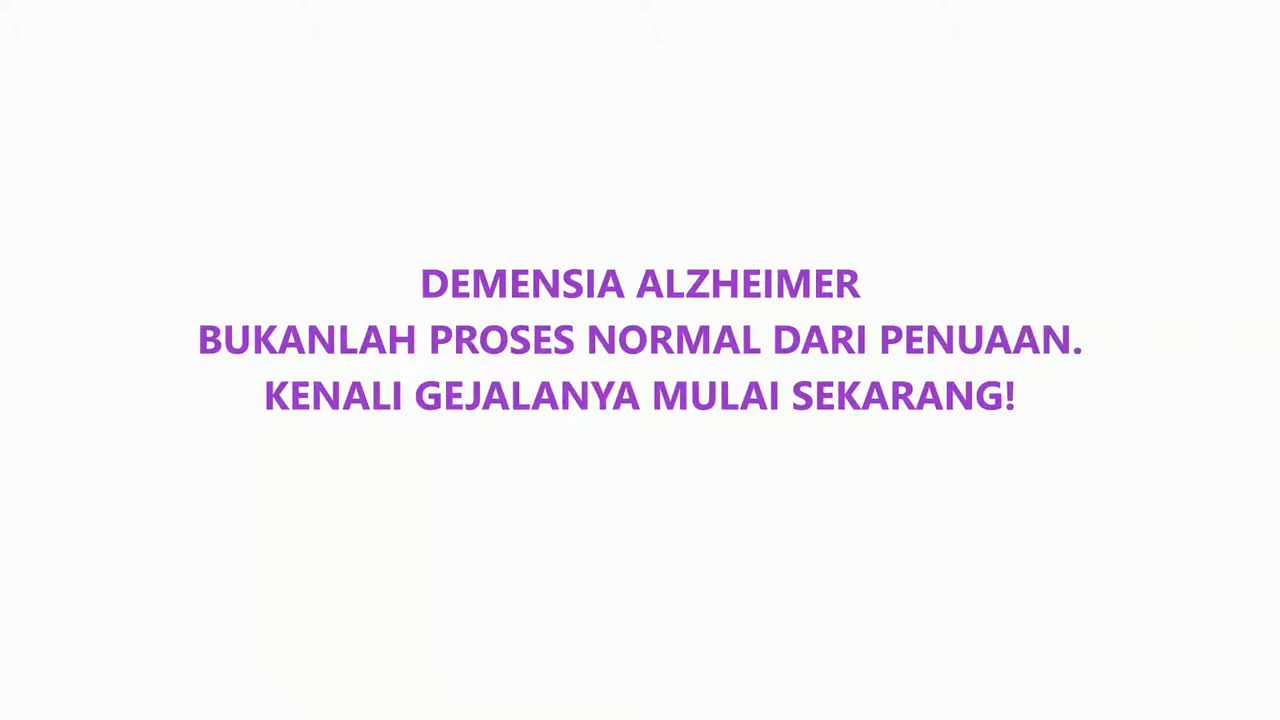 DEMENSIA ALZHEIMER
BUKANLAH PROSES NORMAL DARI PENUAAN.
KENALI GEJALANYA MULAI SEKARANG!